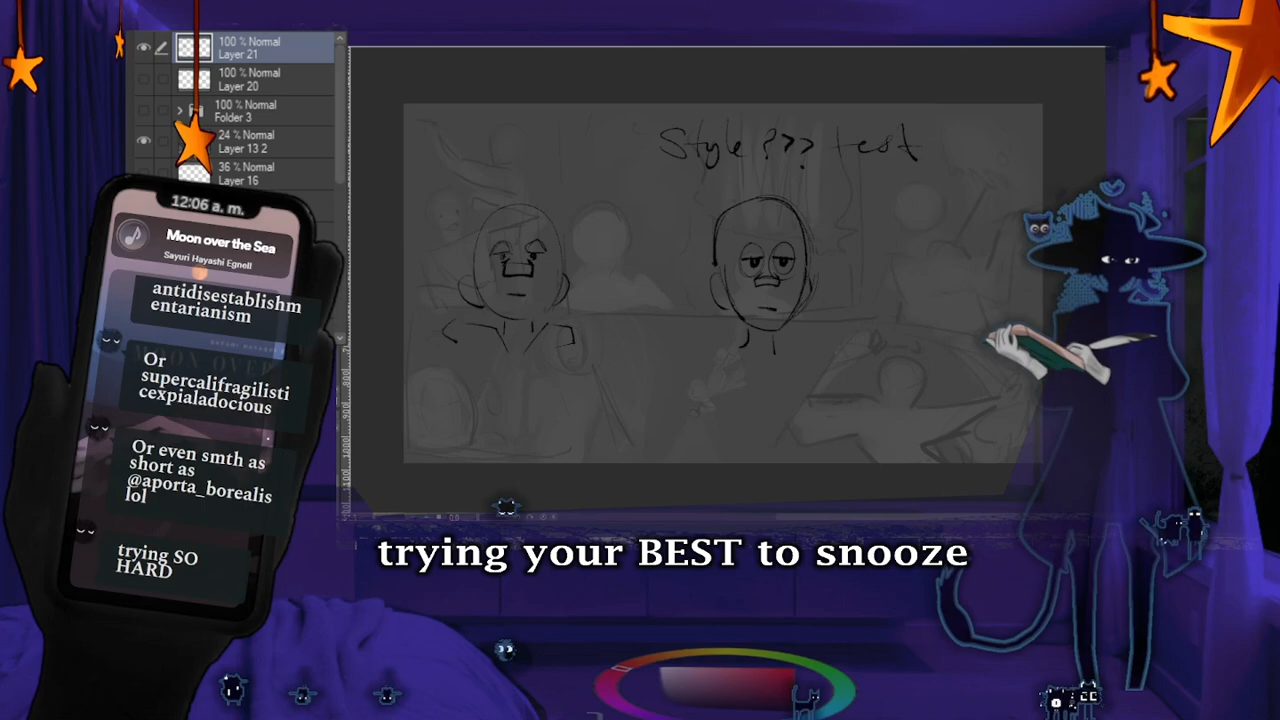 100 % Normal
Layer 21
100 % Normal
Layer 20
100 % Normal
Folder 3
24 % Normal
Layer 13 2
36 % Normal
Layer 16
Style ??? test
12:06 a. m.
Moon over the Sea
Sayuri Hayashi Egnell
antidisestablishm
entarianism
Or
supercalifragilisti
cexpialadocious
Or even smth as
short as
@aporta_borealis
lol
trying SO
HARD
trying your BEST to snooze